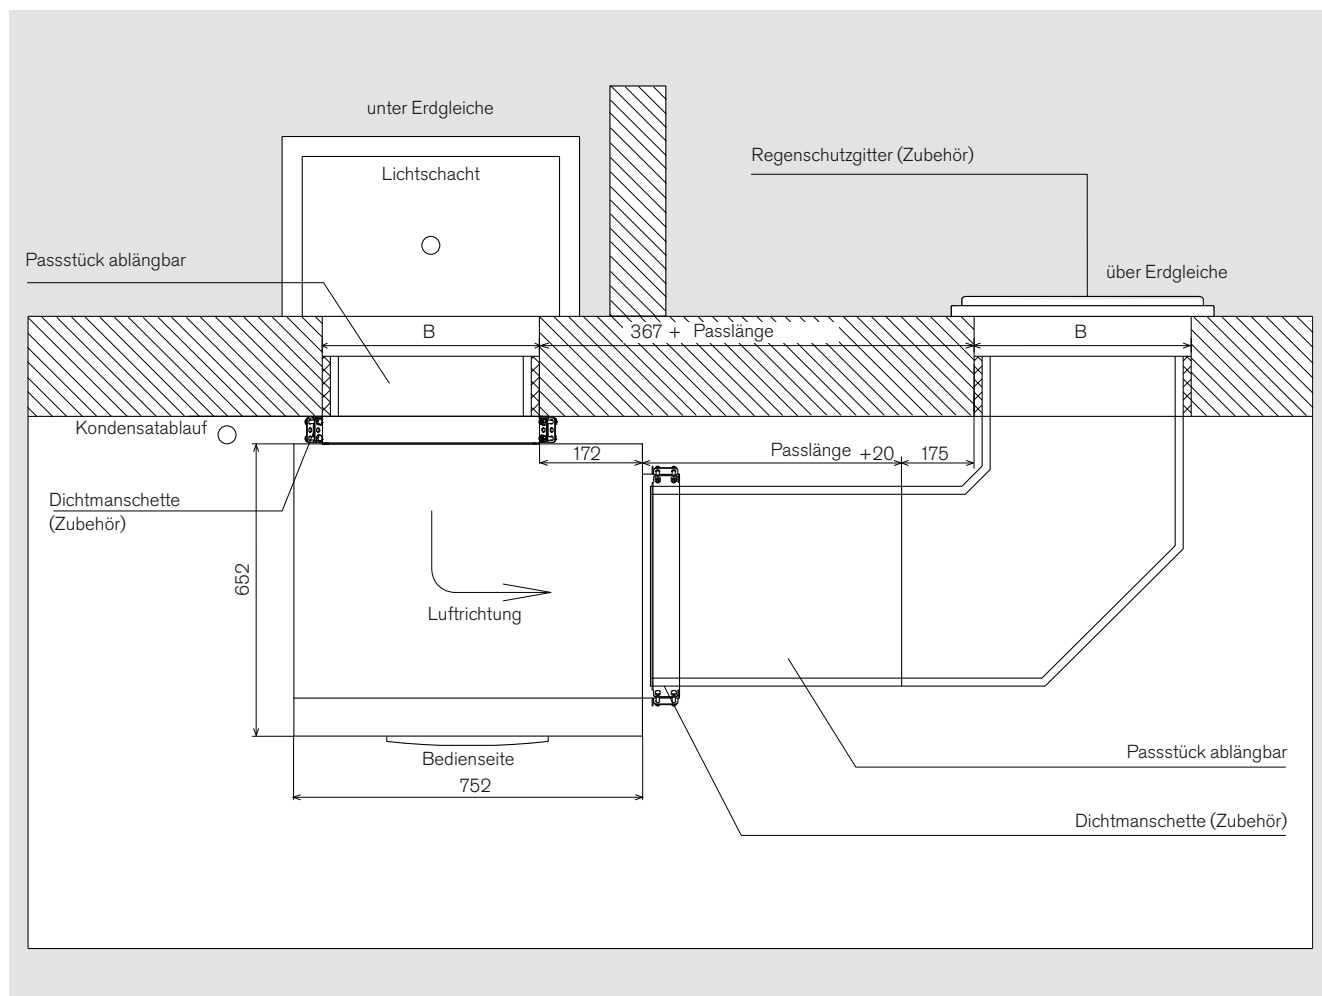 unter Erdgleiche
Lichtschacht
Regenschutzgitter (Zubehör)
Passstück ablängbar
über Erdgleiche
B
367 + Passlänge
B
Kondensatablauf
172
Passlänge +20
175
Dichtmanschette
(Zubehör)
652
Luftrichtung
Bedienseite
752
Passstück ablängbar
Dichtmanschette (Zubehör)